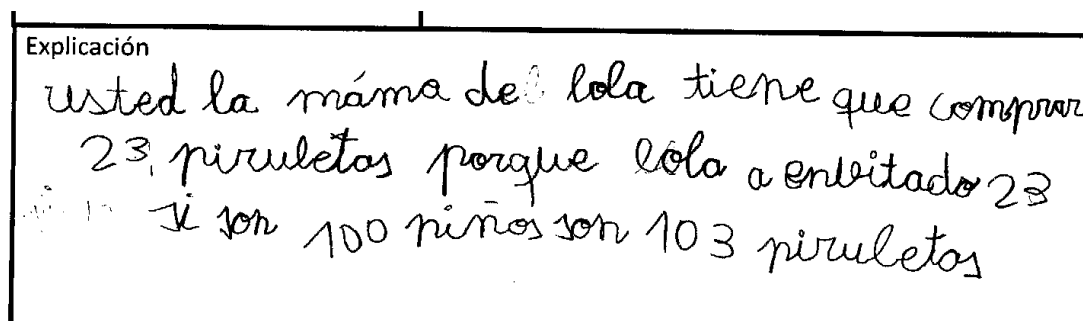 Explicación
usted la máma de lola tiene que comprar
23 piruletas porque lola a enbitado 23
si son 100 niños son 103 piruletas